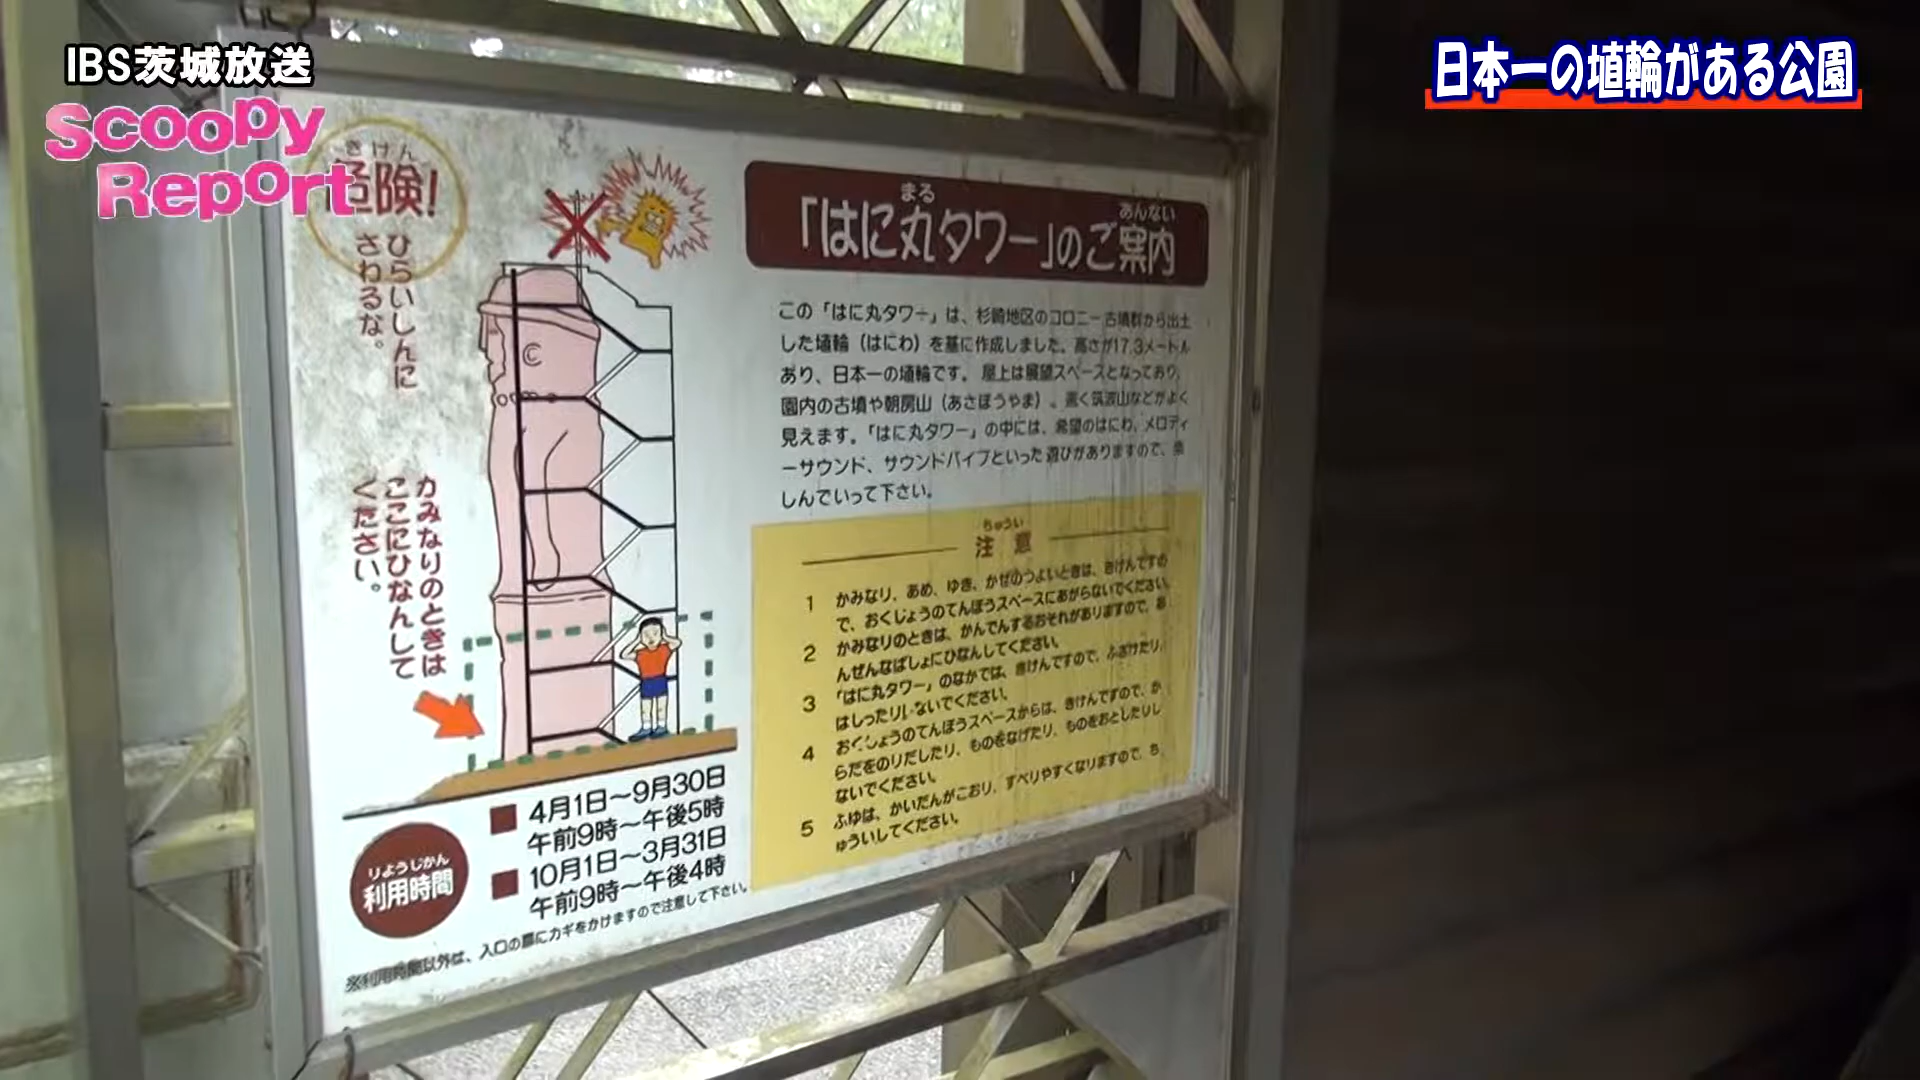 IBS茨城放送
Scoopy
Report
日本一の埴輪がある公園
きけん
危険!
ひらいしんに
さわるな。
かみなりのときは
ここにひなんして
ください。
まる
あんない
「はに丸タワー」のご案内
この「はに丸タワー」は、杉崎地区のコロニー古墳群から出土
した埴輪(はにわ)を基に作成しました。高さが17.3メートル
あり、日本一の埴輪です。屋上は展望スペースとなっており、
園内の古墳や朝房山(あさぼうやま)、遠く筑波山などがよく
見えます。「はに丸タワー」の中には、希望のはにわ、メロディ
ーサウンド、サウンドパイプといった遊びがありますので、楽
しんでいって下さい。
ちゅうい
注意
1 かみなり、あめ、ゆき、かぜのつよいときは、きけんですの
で、おくじょうのてんぼうスペースにあがらないでください。
2 かみなりのときは、かんでんするおそれがありますので、あ
んぜんなばしょにひなんしてください。
3 「はに丸タワー」のなかでは、きけんですので、ふざけたり、
はしったりしないでください。
4 おくじょうのてんぼうスペースからは、きけんですので、か
らだをのりだしたり、ものをなげたり、ものをおとしたりし
ないでください。
5 ふゆは、かいだんがこおり、すべりやすくなりますので、ち
ゅういしてください。
りようじかん
利用時間
4月1日〜9月30日
午前9時〜午後5時
10月1日〜3月31日
午前9時〜午後4時
※利用時間以外は、入口の扉にカギをかけますので注意して下さい。